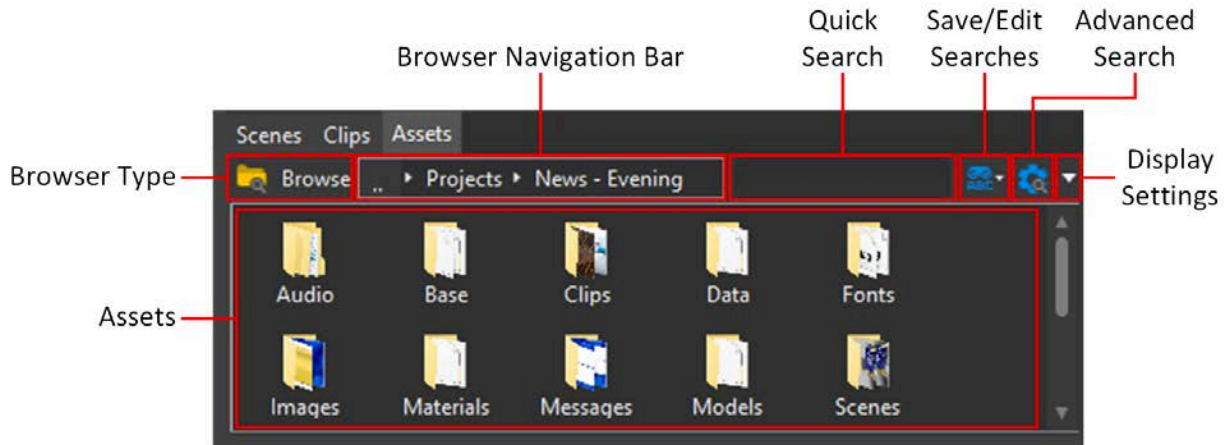 Quick Save/Edit Advanced
Browser Navigation Bar Search Searches Search
Scenes Clips Assets
Browser Type Browse .. Projects News - Evening ABC Display
Settings
Audio Base Clips Data Fonts
Assets
Images Materials Messages Models Scenes